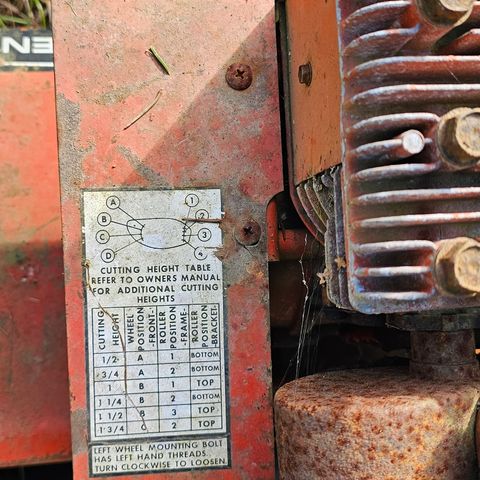 EN
A 1
B 2
C 3
D 4
CUTTING HEIGHT TABLE
REFER TO OWNERS MANUAL
FOR ADDITIONAL CUTTING
HEIGHTS
CUTTING HEIGHT WHEEL POSITION -FRONT- ROLLER POSITION -FRAME- ROLLER POSITION -BRACKET-
1/2 A 1 BOTTOM
3/4 A 2 BOTTOM
1 B 1 TOP
1 1/4 B 2 BOTTOM
1 1/2 B 3 TOP
1 3/4 C 2 TOP
LEFT WHEEL MOUNTING BOLT
HAS LEFT HAND THREADS.
TURN CLOCKWISE TO LOOSEN.